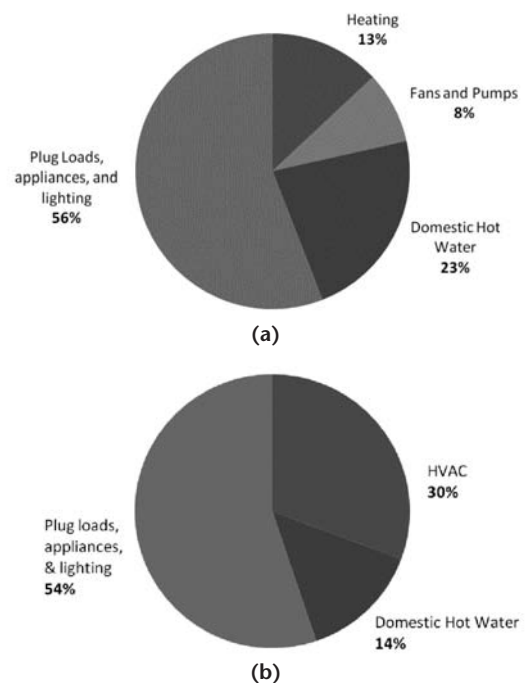 Heating
13%
Fans and Pumps
8%
Plug Loads,
appliances, and
lighting
56%
Domestic Hot
Water
23%
(a)
HVAC
30%
Plug loads,
appliances,
& lighting
54%
Domestic Hot Water
14%
(b)